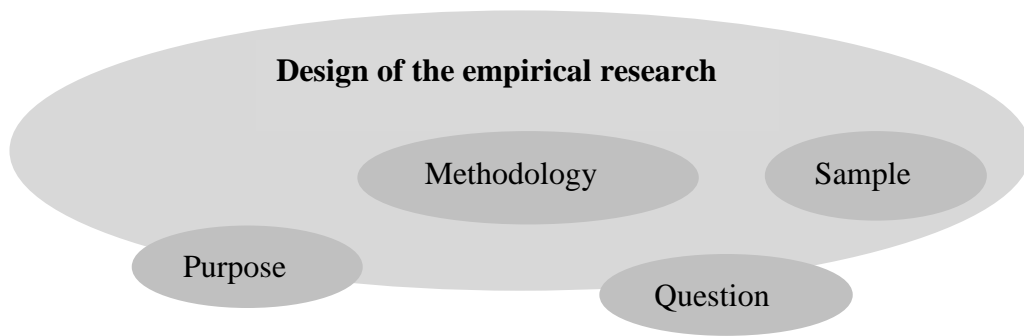 Design of the empirical research
Methodology
Sample
Purpose
Question